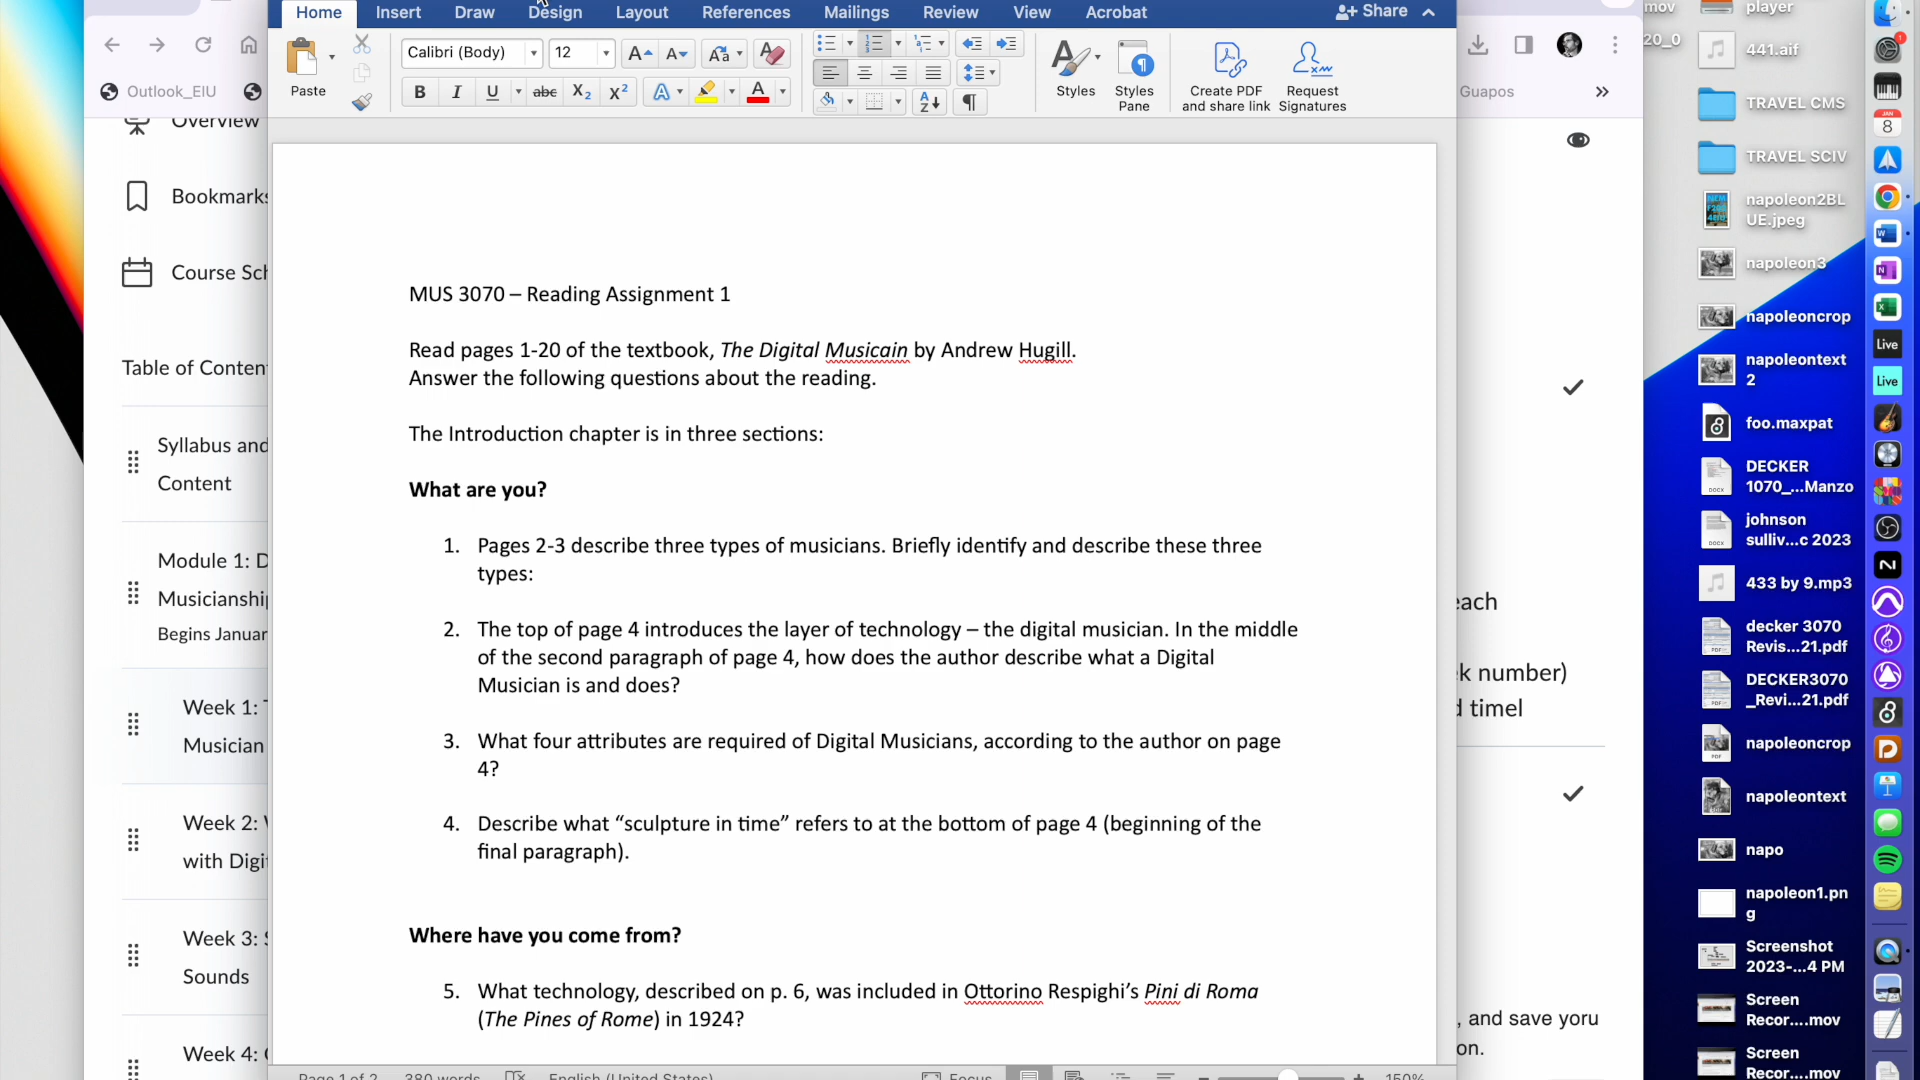 Home Insert Draw Design Layout References Mailings Review View Acrobat Share
Calibri (Body) 12
Paste
Styles
Styles Pane
Create PDF and share link
Request Signatures
Outlook_EIU
Guapos
Overview
Bookmarks
Course Sch
Table of Conten
Syllabus and
Content
Module 1: D
Musicianshi
Begins Januar
Week 1: T
Musician
Week 2:
with Digi
Week 3: S
Sounds
Week 4:
MUS 3070 – Reading Assignment 1
Read pages 1-20 of the textbook, The Digital Musicain by Andrew Hugill.
Answer the following questions about the reading.
The Introduction chapter is in three sections:
What are you?
1. Pages 2-3 describe three types of musicians. Briefly identify and describe these three
types:
2. The top of page 4 introduces the layer of technology – the digital musician. In the middle
of the second paragraph of page 4, how does the author describe what a Digital
Musician is and does?
3. What four attributes are required of Digital Musicians, according to the author on page
4?
4. Describe what “sculpture in time” refers to at the bottom of page 4 (beginning of the
final paragraph).
Where have you come from?
5. What technology, described on p. 6, was included in Ottorino Respighi’s Pini di Roma
(The Pines of Rome) in 1924?
Page 1 of 2 380 words English (United States) Focus 150%
each
k number)
d timel
, and save yoru
on.
mov
20_0
player
441.aif
TRAVEL CMS
TRAVEL SCIV
napoleon2BL
UE.jpeg
napoleon3
napoleoncrop
napoleontext
2
foo.maxpat
DECKER
1070_...Manzo
johnson
sulliv...c 2023
433 by 9.mp3
decker 3070
Revis...21.pdf
DECKER3070
_Revi...21.pdf
napoleoncrop
napoleontext
napo
napoleon1.pn
g
Screenshot
2023-...4 PM
Screen
Recor....mov
Screen
Recor....mov
JAN
8
Live
Live